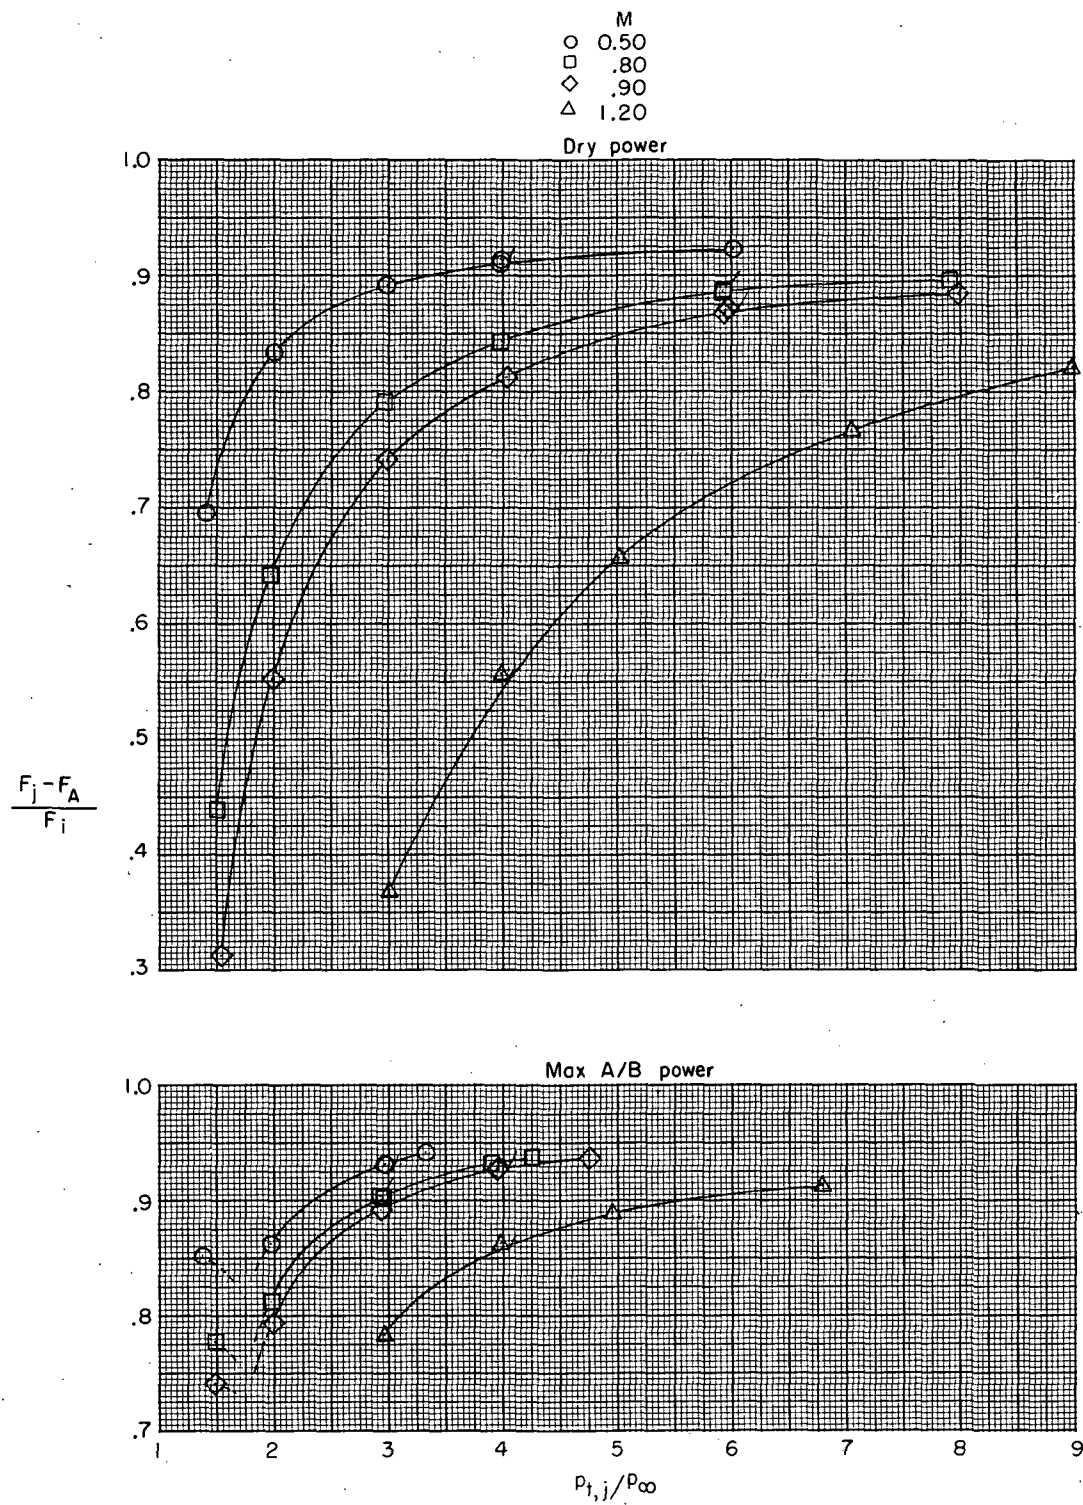 M
○ 0.50
□ .80
◇ .90
△ 1.20
Dry power
1.0
.9
.8
.7
.6
.5
.4
.3
F_j - F_A
F_i
Max A/B power
1.0
.9
.8
.7
1 2 3 4 5 6 7 8 9
p_{t,j}/p_∞